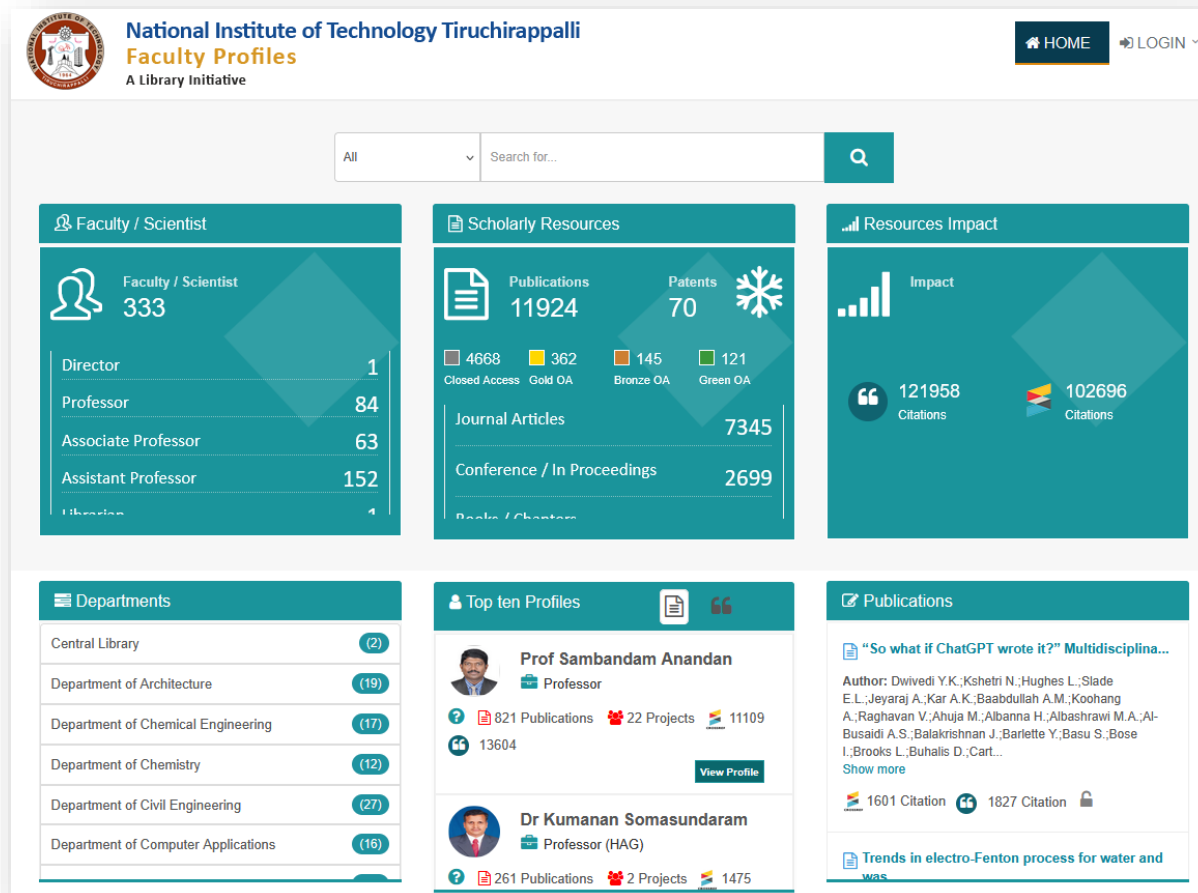 National Institute of Technology Tiruchirappalli
Faculty Profiles
A Library Initiative
HOME
LOGIN
All
Search for...
Faculty / Scientist
Faculty / Scientist
333
Director 1
Professor 84
Associate Professor 63
Assistant Professor 152
Librarian 1
Scholarly Resources
Publications
11924
Patents
70
4668 362 145 121
Closed Access Gold OA Bronze OA Green OA
Journal Articles 7345
Conference / In Proceedings 2699
Books / Chapters
Resources Impact
Impact
121958
Citations
102696
Citations
Departments
Central Library (2)
Department of Architecture (19)
Department of Chemical Engineering (17)
Department of Chemistry (12)
Department of Civil Engineering (27)
Department of Computer Applications (16)
Top ten Profiles
Prof Sambandam Anandan
Professor
821 Publications 22 Projects 11109
13604
View Profile
Dr Kumanan Somasundaram
Professor (HAG)
261 Publications 2 Projects 1475
Publications
“So what if ChatGPT wrote it?” Multidisciplina...
Author: Dwivedi Y.K.;Kshetri N.;Hughes L.;Slade
E.L.;Jeyaraj A.;Kar A.K.;Baabdullah A.M.;Koohang
A.;Raghavan V.;Ahuja M.;Albanna H.;Albashrawi M.A.;Al-
Busaidi A.S.;Balakrishnan J.;Barlette Y.;Basu S.;Bose
I.;Brooks L.;Buhalis D.;Cart...
Show more
1601 Citation 1827 Citation
Trends in electro-Fenton process for water and
was